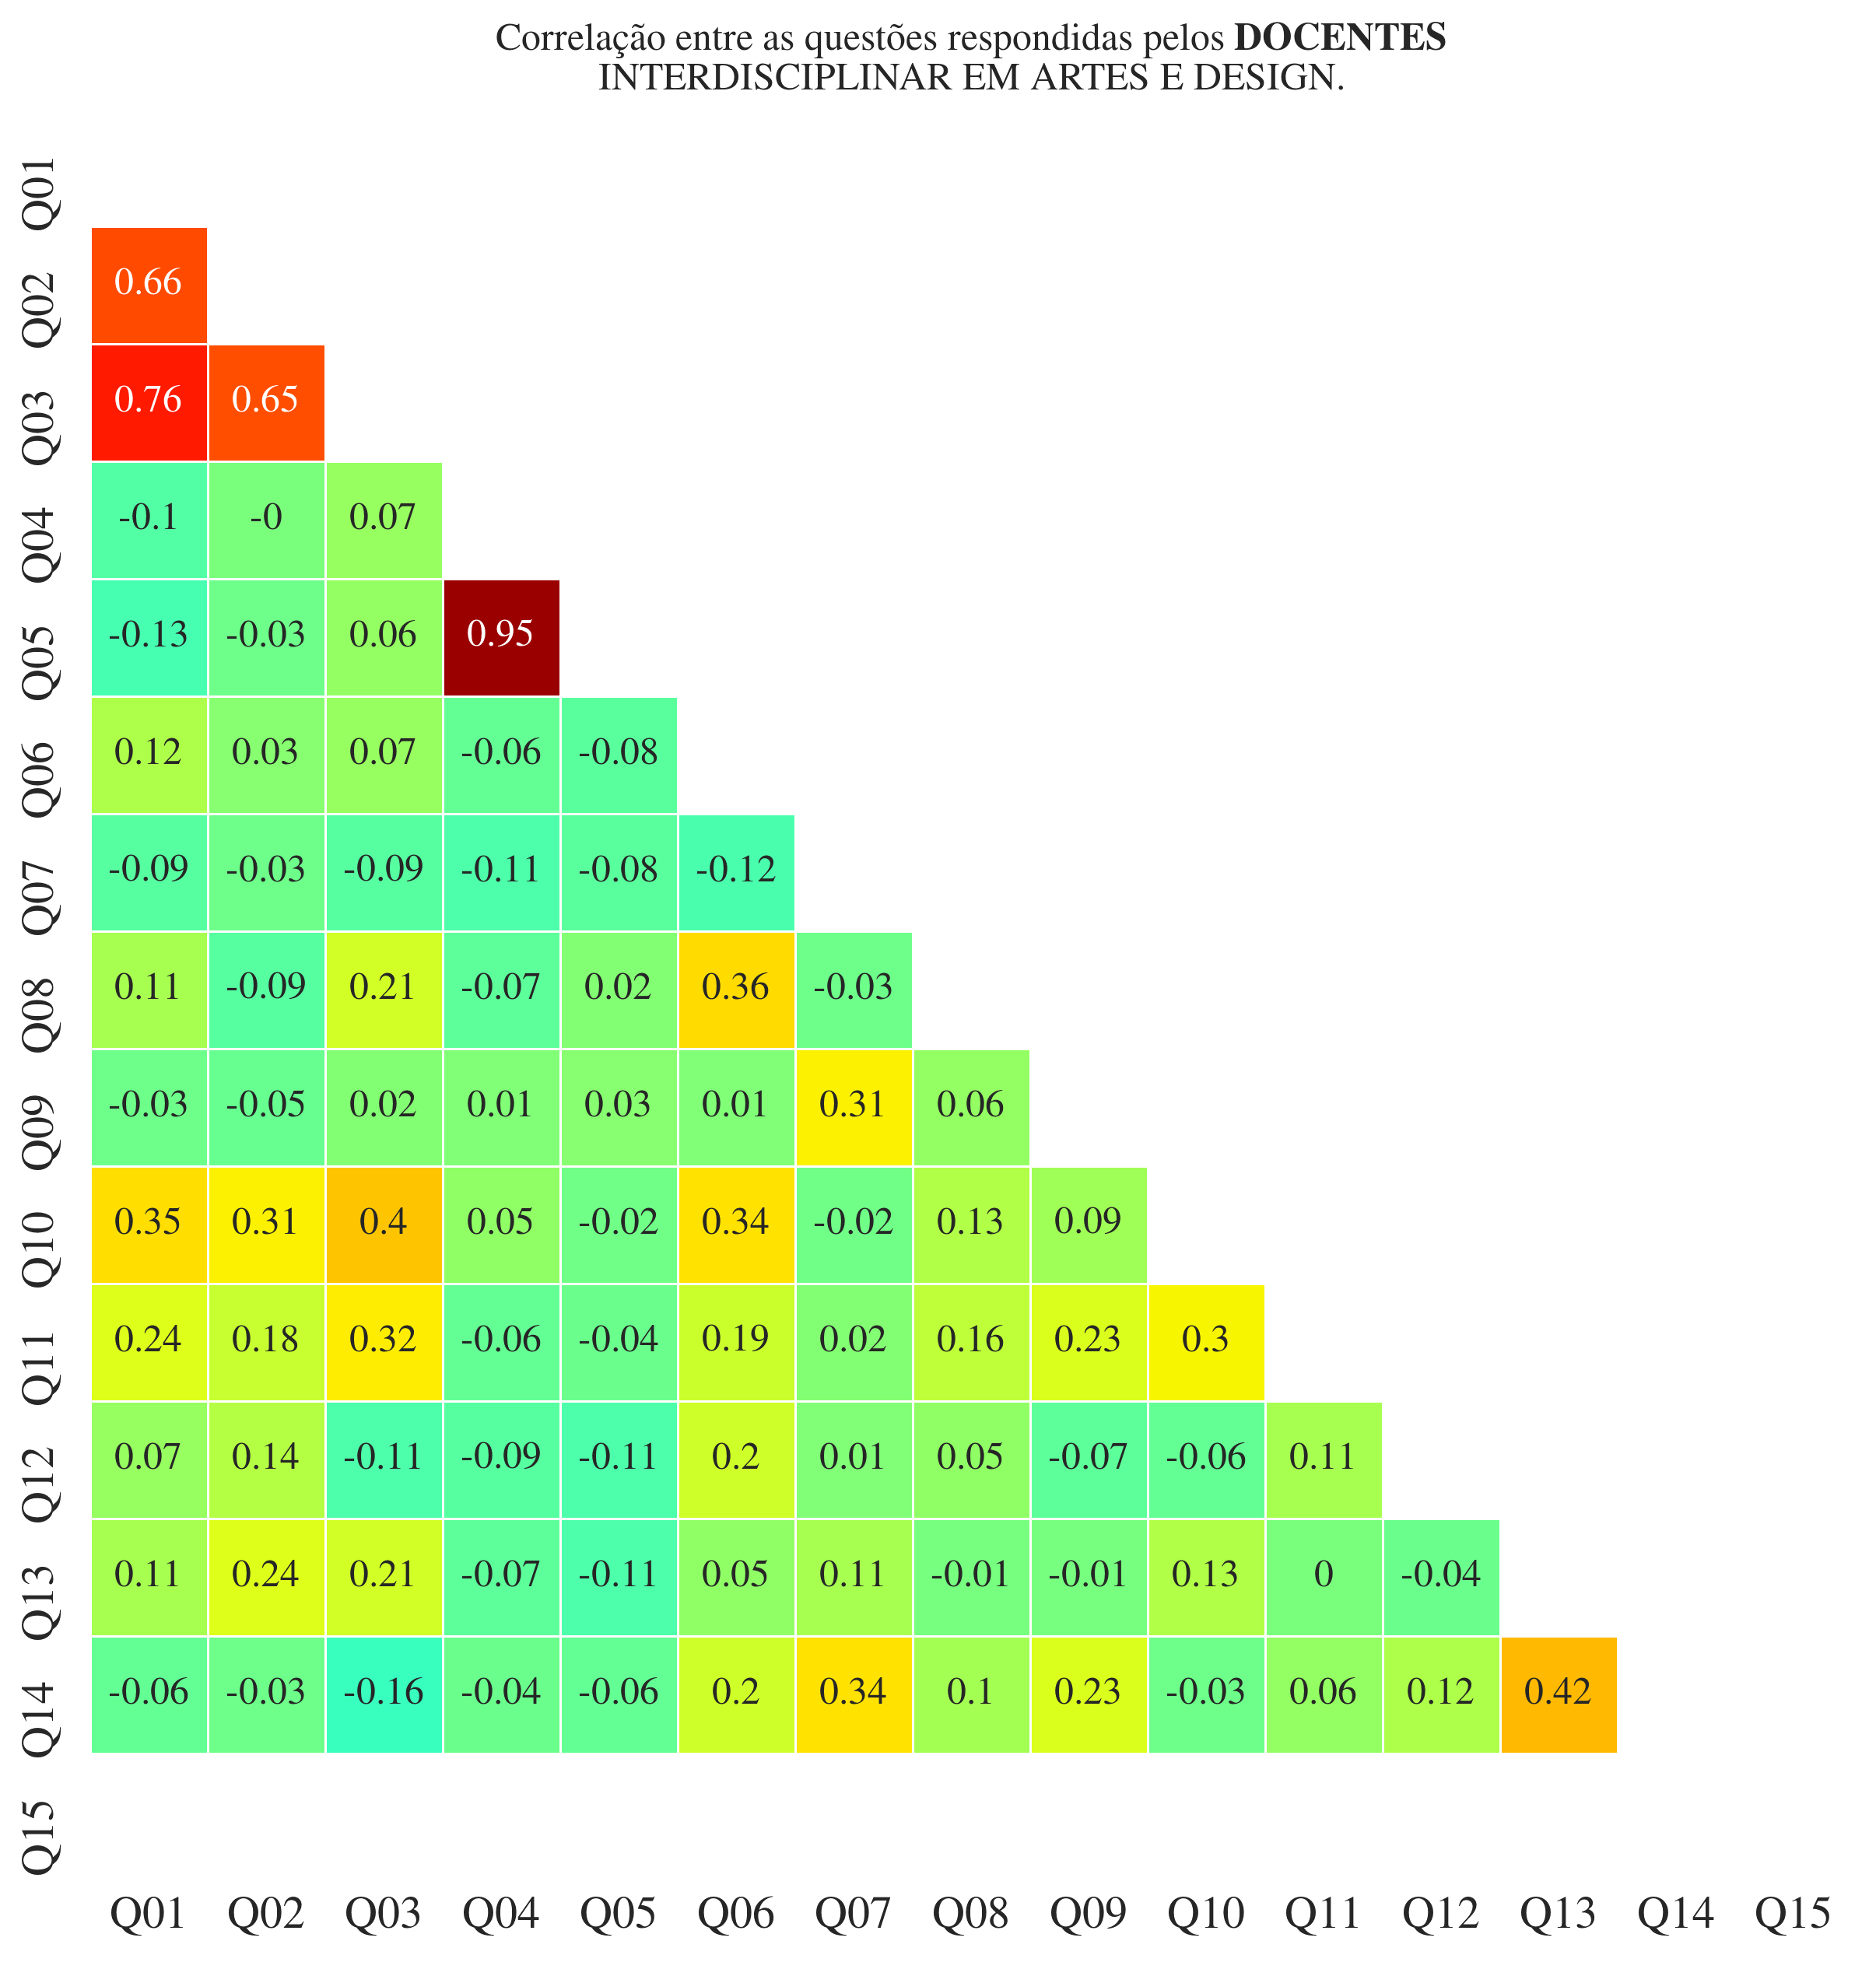 Correlação entre as questões respondidas pelos DOCENTES
INTERDISCIPLINAR EM ARTES E DESIGN.
Q01
Q02 0.66
Q03 0.76 0.65
Q04 -0.1 -0 0.07
Q05 -0.13 -0.03 0.06 0.95
Q06 0.12 0.03 0.07 -0.06 -0.08
Q07 -0.09 -0.03 -0.09 -0.11 -0.08 -0.12
Q08 0.11 -0.09 0.21 -0.07 0.02 0.36 -0.03
Q09 -0.03 -0.05 0.02 0.01 0.03 0.01 0.31 0.06
Q10 0.35 0.31 0.4 0.05 -0.02 0.34 -0.02 0.13 0.09
Q11 0.24 0.18 0.32 -0.06 -0.04 0.19 0.02 0.16 0.23 0.3
Q12 0.07 0.14 -0.11 -0.09 -0.11 0.2 0.01 0.05 -0.07 -0.06 0.11
Q13 0.11 0.24 0.21 -0.07 -0.11 0.05 0.11 -0.01 -0.01 0.13 0 -0.04
Q14 -0.06 -0.03 -0.16 -0.04 -0.06 0.2 0.34 0.1 0.23 -0.03 0.06 0.12 0.42
Q15
Q01 Q02 Q03 Q04 Q05 Q06 Q07 Q08 Q09 Q10 Q11 Q12 Q13 Q14 Q15